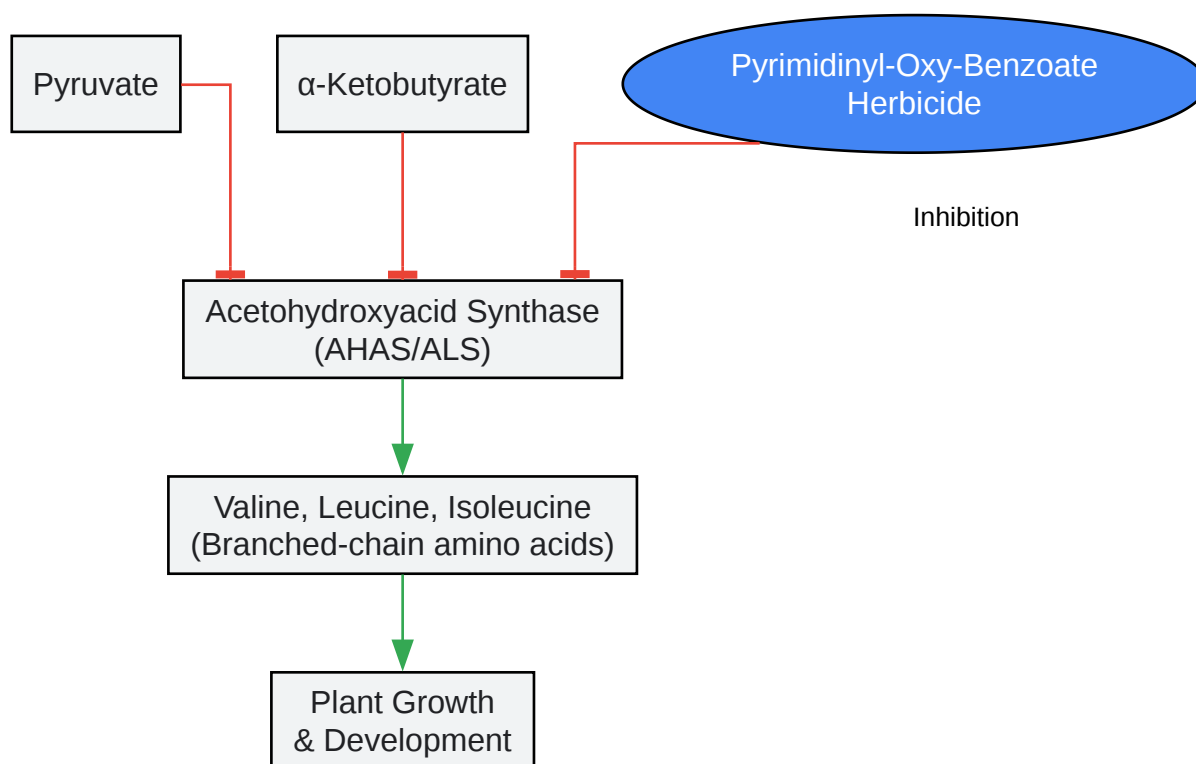 Pyruvate
α-Ketobutyrate
Pyrimidinyl-Oxy-Benzoate
Herbicide
Inhibition
Acetohydroxyacid Synthase
(AHAS/ALS)
Valine, Leucine, Isoleucine
(Branched-chain amino acids)
Plant Growth
& Development